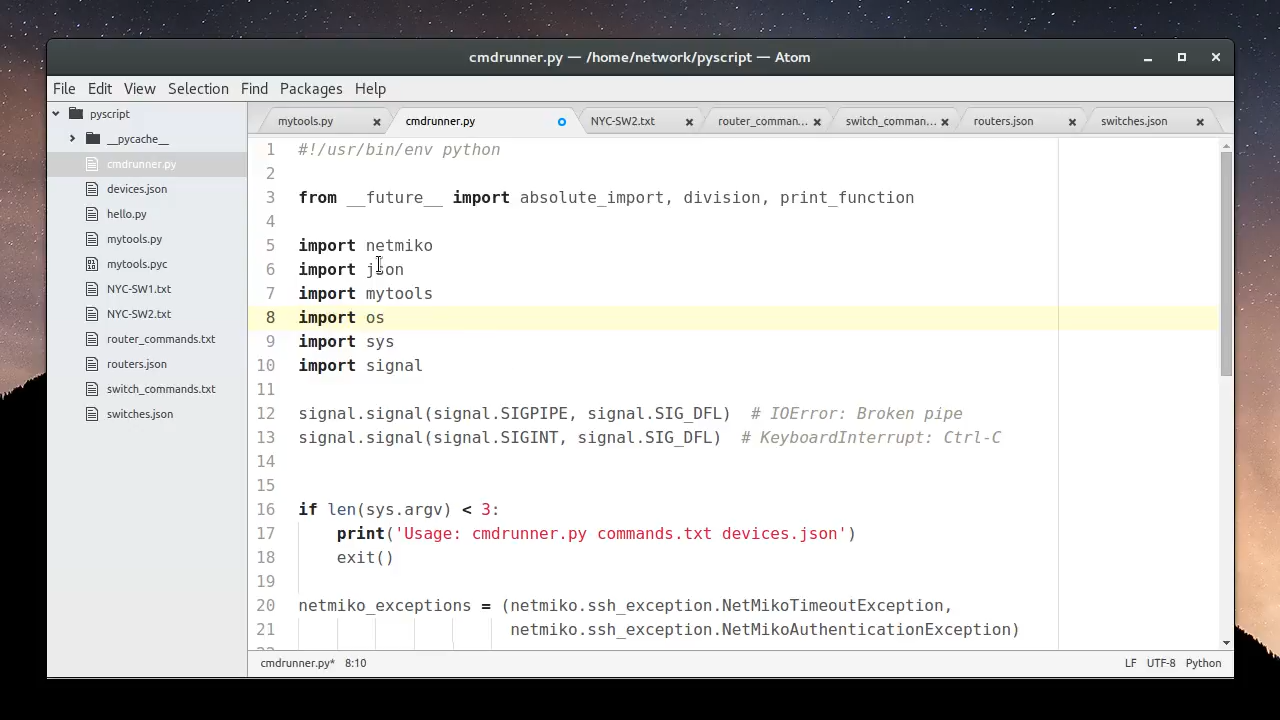 cmdrunner.py — /home/network/pyscript — Atom
File Edit View Selection Find Packages Help
pyscript
__pycache__
cmdrunner.py
devices.json
hello.py
mytools.py
mytools.pyc
NYC-SW1.txt
NYC-SW2.txt
router_commands.txt
routers.json
switch_commands.txt
switches.json
mytools.py cmdrunner.py NYC-SW2.txt router_comman... switch_comman... routers.json switches.json
1 #!/usr/bin/env python
2
3 from __future__ import absolute_import, division, print_function
4
5 import netmiko
6 import json
7 import mytools
8 import os
9 import sys
10 import signal
11
12 signal.signal(signal.SIGPIPE, signal.SIG_DFL)  # IOError: Broken pipe
13 signal.signal(signal.SIGINT, signal.SIG_DFL)  # KeyboardInterrupt: Ctrl-C
14
15
16 if len(sys.argv) < 3:
17     print('Usage: cmdrunner.py commands.txt devices.json')
18     exit()
19
20 netmiko_exceptions = (netmiko.ssh_exception.NetMikoTimeoutException,
21                       netmiko.ssh_exception.NetMikoAuthenticationException)
cmdrunner.py* 8:10 LF UTF-8 Python